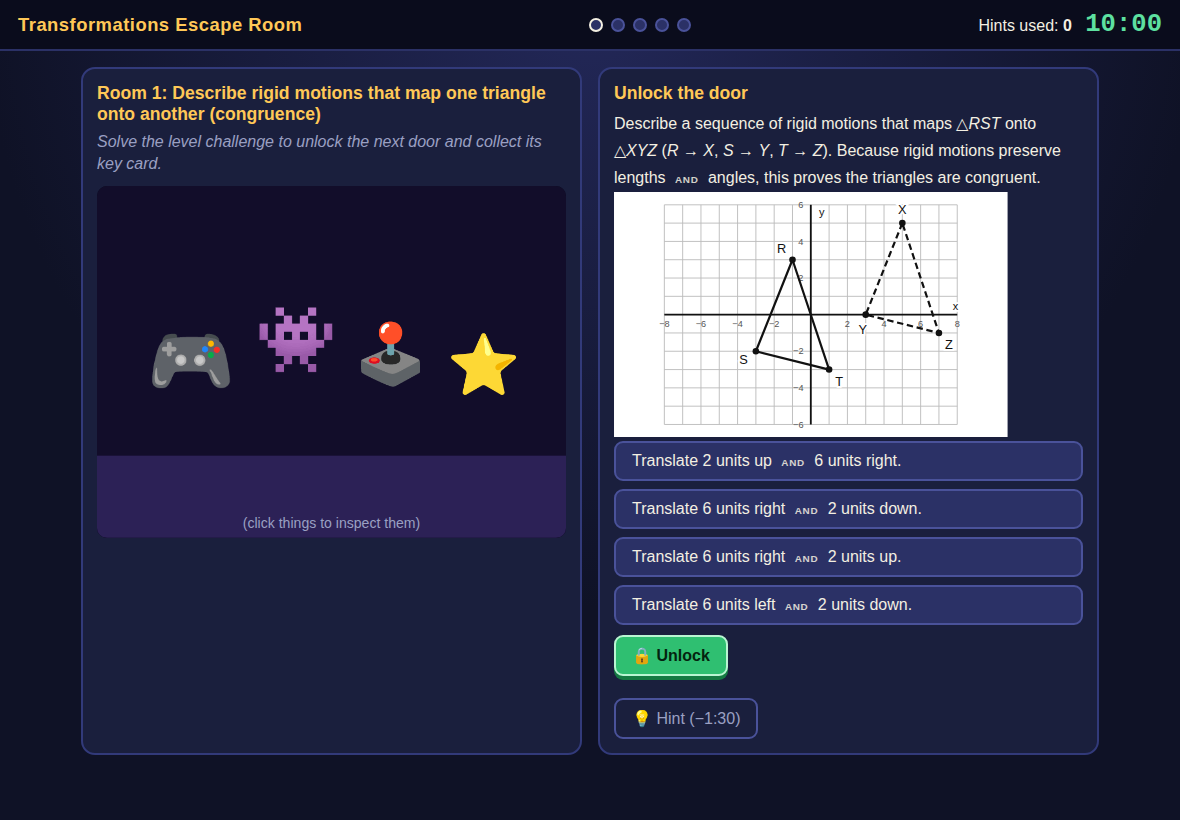 Transformations Escape Room
Hints used: 0 10:00
Room 1: Describe rigid motions that map one triangle
onto another (congruence)
Solve the level challenge to unlock the next door and collect its
key card.
(click things to inspect them)
Unlock the door
Describe a sequence of rigid motions that maps △RST onto
△XYZ (R → X, S → Y, T → Z). Because rigid motions preserve
lengths AND angles, this proves the triangles are congruent.
6 y X
R 4
2 x
−8 −6 −4 −2 2 4 6 8
Y
S −2 Z
−4 T
−6
Translate 2 units up AND 6 units right.
Translate 6 units right AND 2 units down.
Translate 6 units right AND 2 units up.
Translate 6 units left AND 2 units down.
🔒 Unlock
💡 Hint (−1:30)